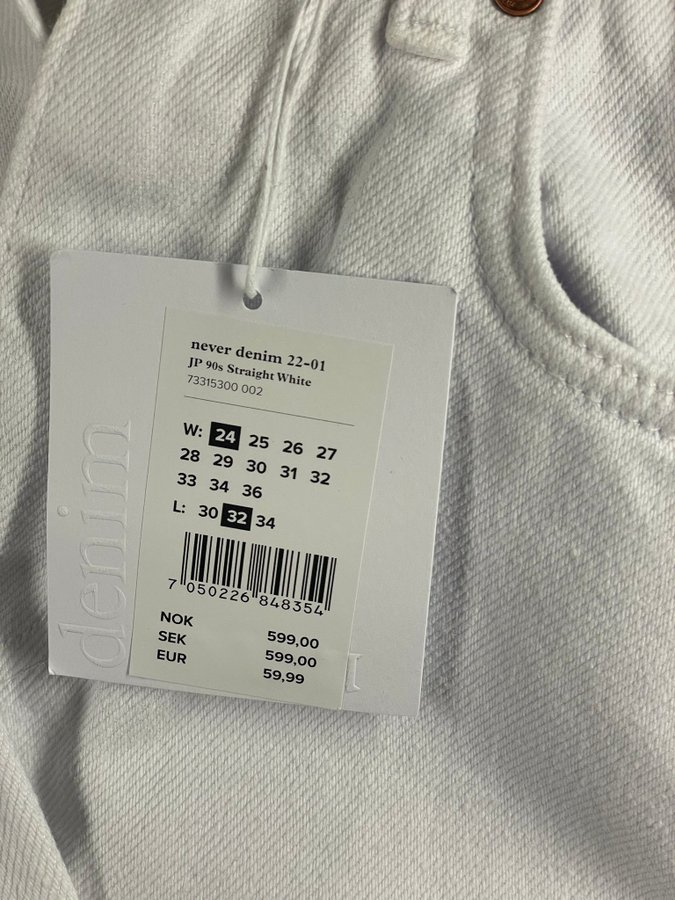 never denim 22-01
JP 90s Straight White
73315300 002
W: 24 25 26 27
28 29 30 31 32
33 34 36
L: 30 32 34
7 050226 848354
NOK 599,00
SEK 599,00
EUR 59,99
denim